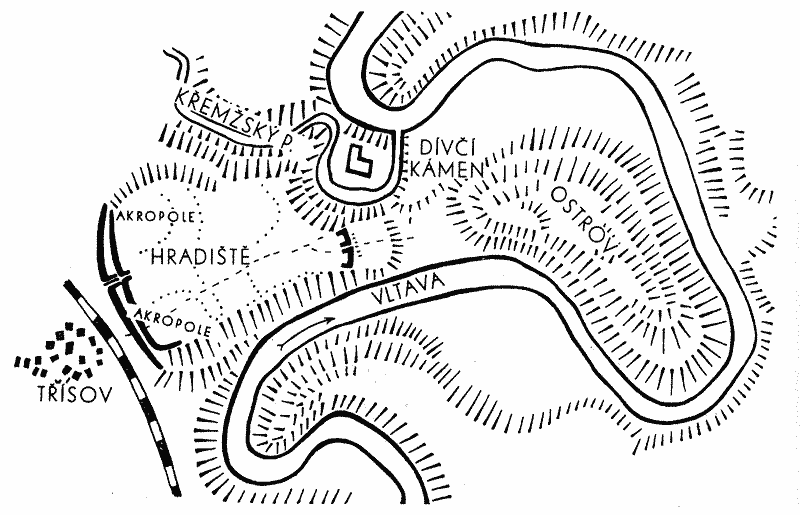 KŘEMŽSKÝ P.
DÍVČÍ
KÁMEN
OSTROV
AKROPOLE
HRADIŠTĚ
VLTAVA
AKROPOLE
TŘÍSOV